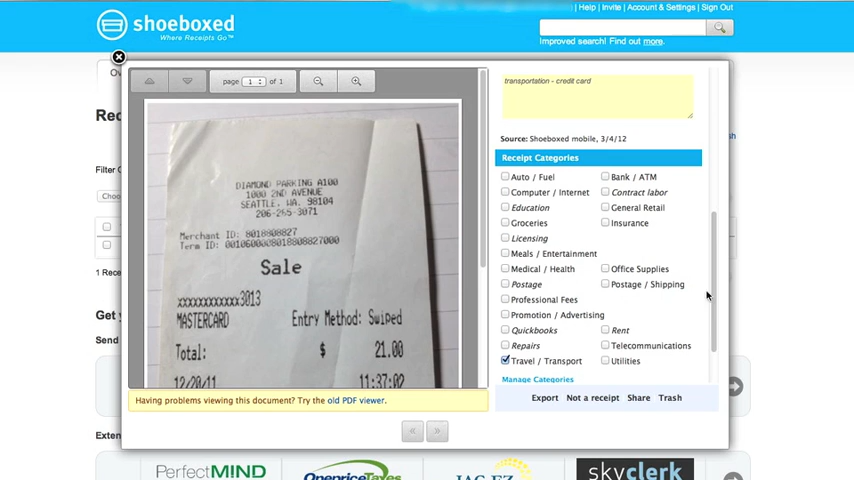 Help | Invite | Account & Settings | Sign Out
shoeboxed
Where Receipts Go™
Improved search! Find out more.
page 1 of 1
transcription - credit card
Source: Shoeboxed mobile, 3/4/12
Receipt Categories
Auto / Fuel
Bank / ATM
Computer / Internet
Contract labor
Education
General Retail
Groceries
Insurance
Licensing
Meals / Entertainment
Medical / Health
Office Supplies
Postage
Postage / Shipping
Professional Fees
Promotion / Advertising
Quickbooks
Rent
Repairs
Telecommunications
Travel / Transport
Utilities
Manage Categories
Export Not a receipt Share Trash
DIAMOND PARKING A100
1000 2ND AVENUE
SEATTLE, WA. 98104
206-265-3071
Merchant ID: 8018808827
Term ID: 001060008018808827000
Sale
xxxxxxxxxxxx3013
MASTERCARD Entry Method: Swiped
Total: $ 21.00
12/20/11 11:37:02
Having problems viewing this document? Try the old PDF viewer.
Rec
Filter
Choo
1 Rece
Get y
Send
Exten
PerfectMIND
OnepriceTaxes
skyclerk